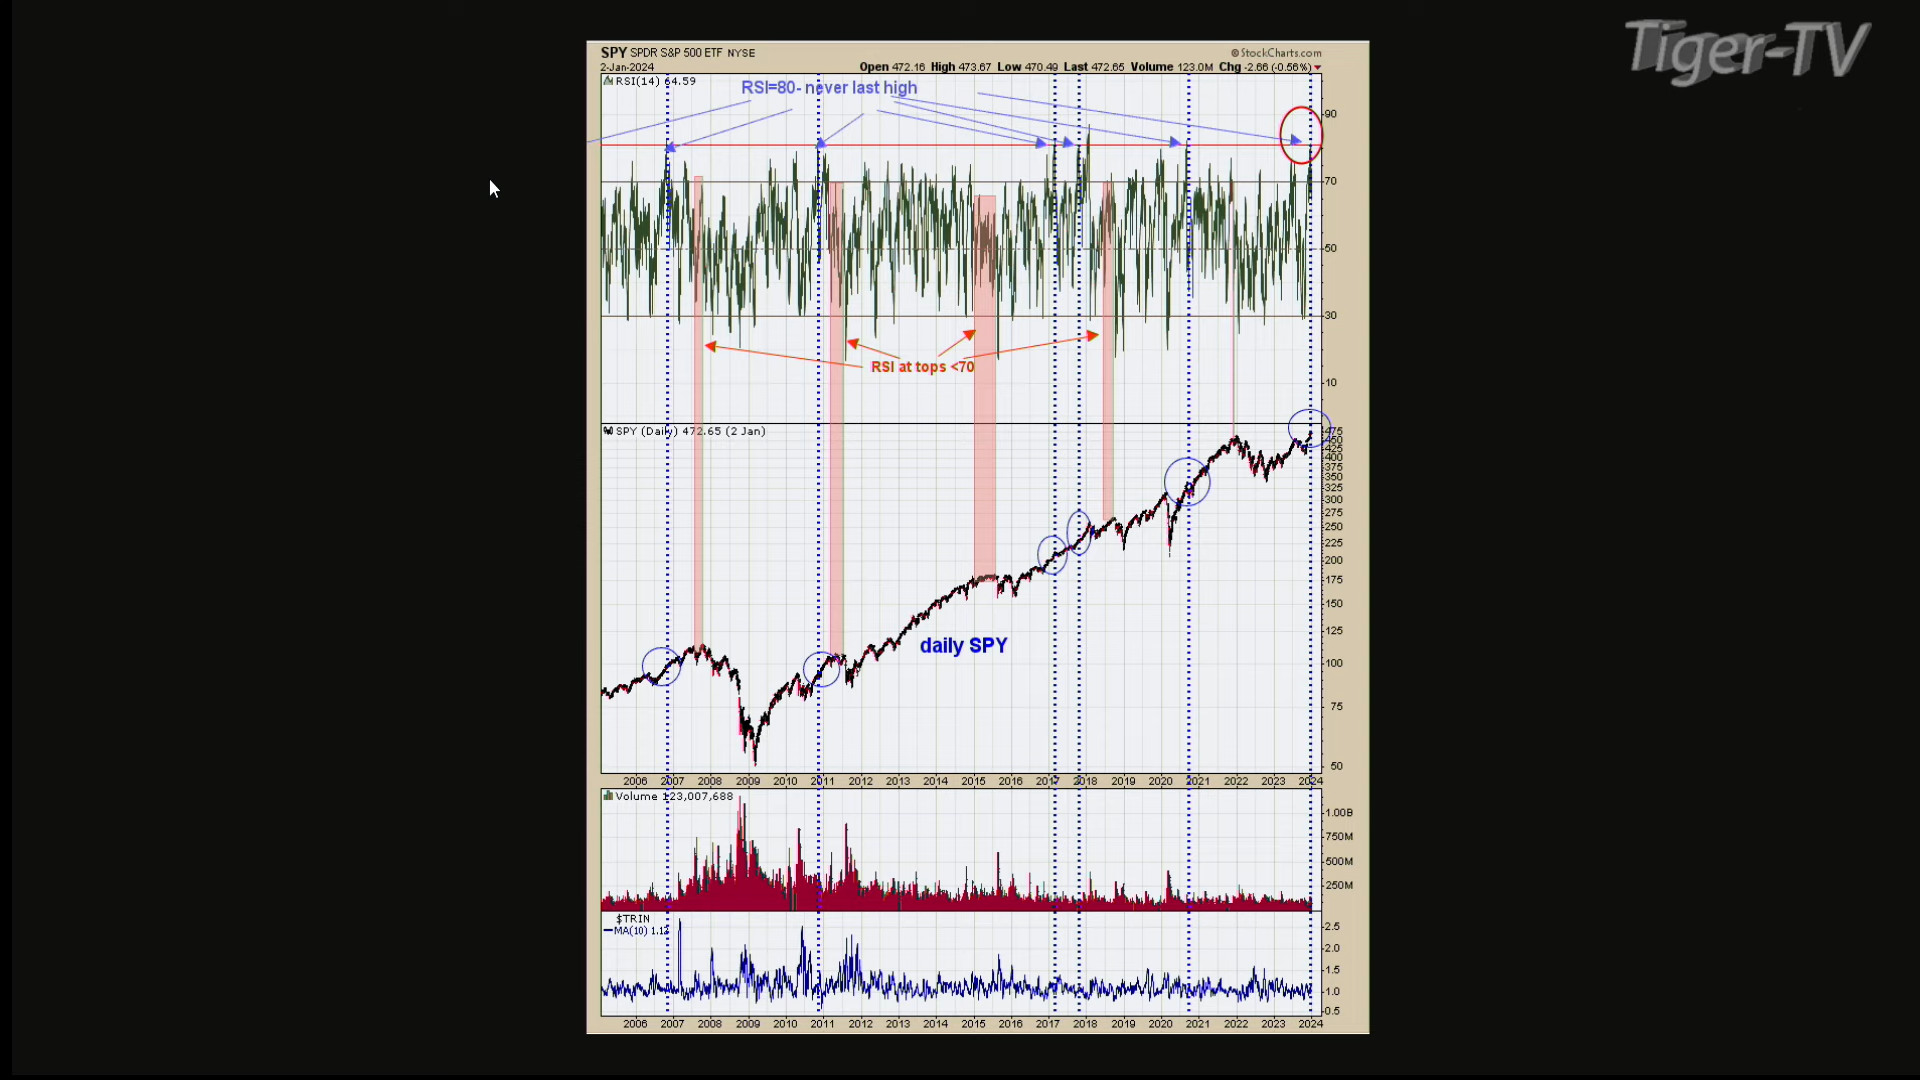 Tiger-TV
SPY SPDR S&P 500 ETF NYSE
© StockCharts.com
2-Jan-2024
Open 472.16 High 473.67 Low 470.49 Last 472.65 Volume 123.0M Chg -2.66 (-0.56%)
RSI(14) 64.59
RSI=80- never last high
90
70
50
30
10
RSI at tops <70
SPY (Daily) 472.65 (2 Jan)
475
450
425
400
375
350
325
300
275
250
225
200
175
150
125
100
75
50
daily SPY
2006 2007 2008 2009 2010 2011 2012 2013 2014 2015 2016 2017 2018 2019 2020 2021 2022 2023 2024
Volume 123,007,688
1.00B
750M
500M
250M
$TRIN
MA(10)
2.5
2.0
1.5
1.0
0.5
2006 2007 2008 2009 2010 2011 2012 2013 2014 2015 2016 2017 2018 2019 2020 2021 2022 2023 2024